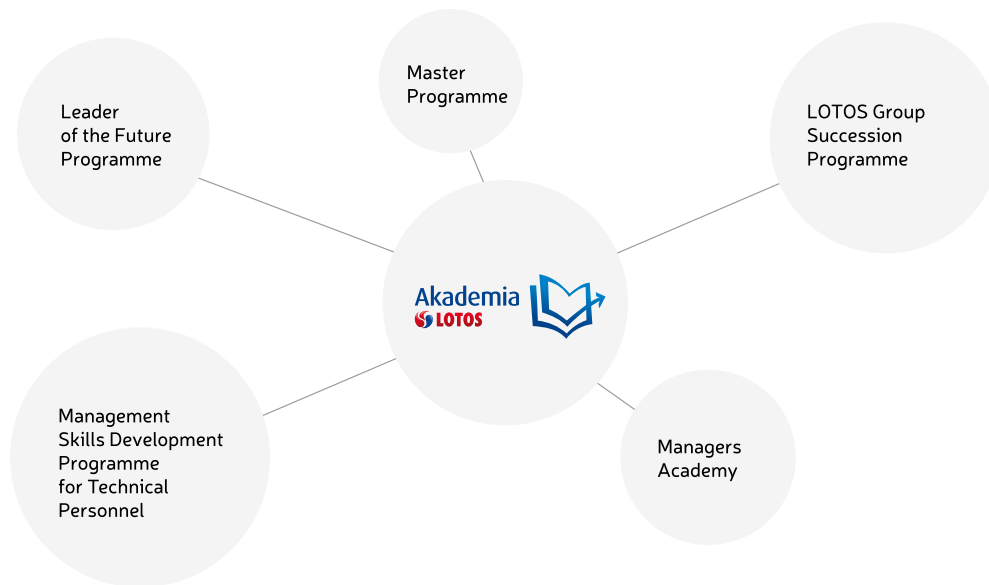 Master
Programme
Leader
of the Future
Programme
LOTOS Group
Succession
Programme
Akademia
LOTOS
Management
Skills Development
Programme
for Technical
Personnel
Managers
Academy